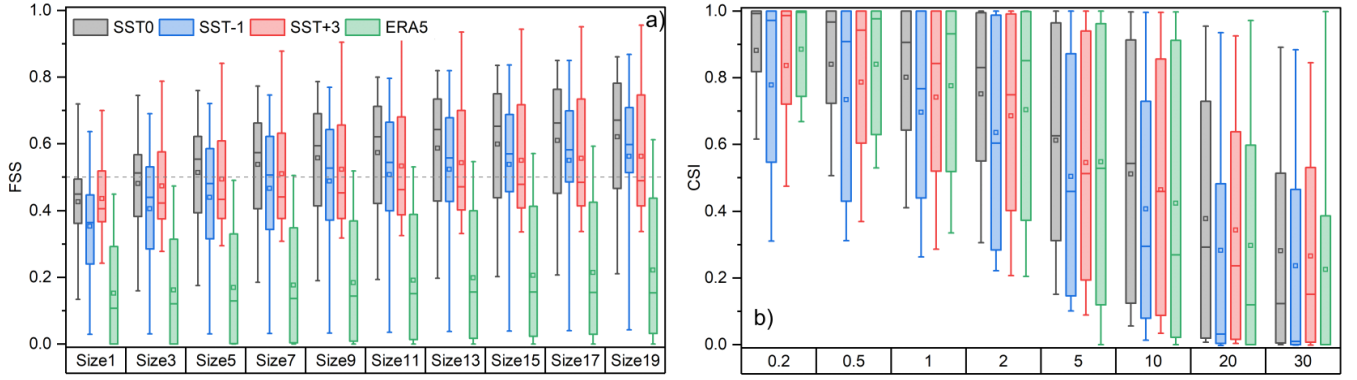 1.0
0.8
0.6
0.4
0.2
0.0
FSS
SST0 SST-1 SST+3 ERA5
a)
Size1 Size3 Size5 Size7 Size9 Size11 Size13 Size15 Size17 Size19
1.0
0.8
0.6
0.4
0.2
0.0
CSI
b)
0.2 0.5 1 2 5 10 20 30